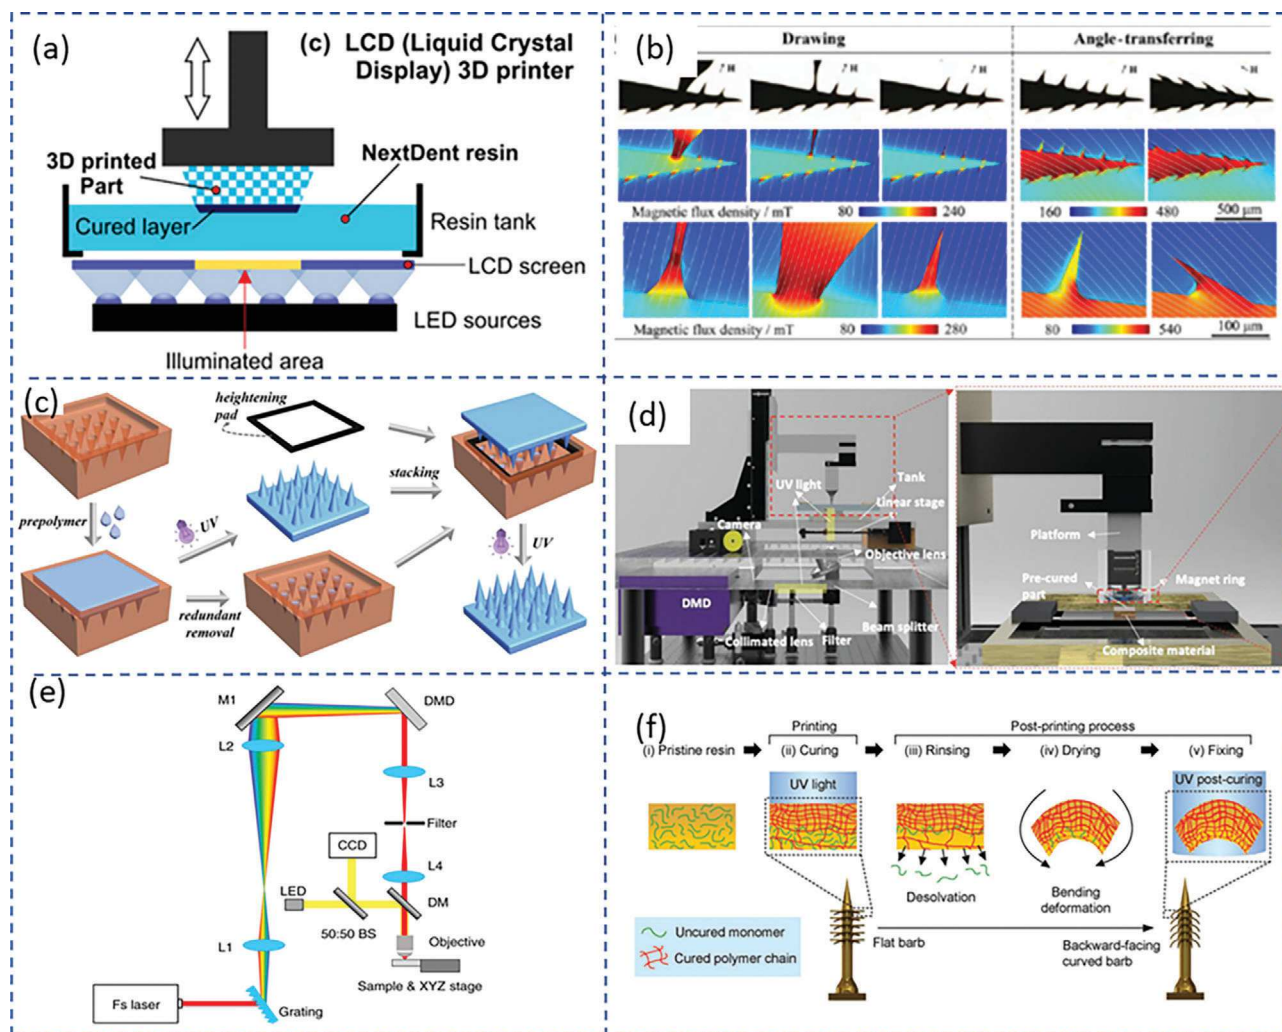 (a)
(c) LCD (Liquid Crystal
Display) 3D printer
3D printed
Part
NextDent resin
Cured layer
Resin tank
LCD screen
LED sources
Illuminated area
(b)
Drawing
Angle-transferring
Magnetic flux density / mT 80 240
160 480 500 μm
Magnetic flux density / mT 80 280
80 540 100 μm
(c)
heightening
pad
prepolymer
UV
stacking
UV
redundant
removal
(d)
UV light
Tank
Linear stage
Camera
Objective lens
DMD
Collimated lens
Filter
Beam splitter
Platform
Pre-cured
part
Magnet ring
Composite material
(e)
M1
DMD
L2
L3
Filter
CCD
L4
LED
DM
50:50 BS
Objective
L1
Sample & XYZ stage
Fs laser
Grating
(f)
Printing
Post-printing process
(i) Pristine resin
(ii) Curing
(iii) Rinsing
(iv) Drying
(v) Fixing
UV light
UV post-curing
Desolvation
Bending
deformation
Uncured monomer
Cured polymer chain
Flat barb
Backward-facing
curved barb